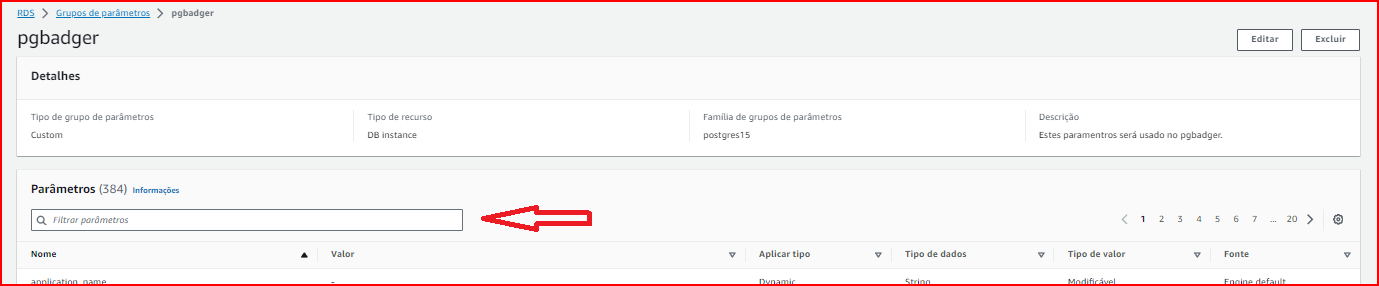 RDS > Grupos de parâmetros > pgbadger
pgbadger
Editar Excluir
Detalhes
Tipo de grupo de parâmetros Tipo de recurso Família de grupos de parâmetros Descrição
Custom DB instance postgres15 Estes paramentros será usado no pgbadger.
Parâmetros (384) Informações
Filtrar parâmetros < 1 2 3 4 5 6 7 ... 20 >
Nome Valor Aplicar tipo Tipo de dados Tipo de valor Fonte
application_name - Dynamic String Modificável Engine default